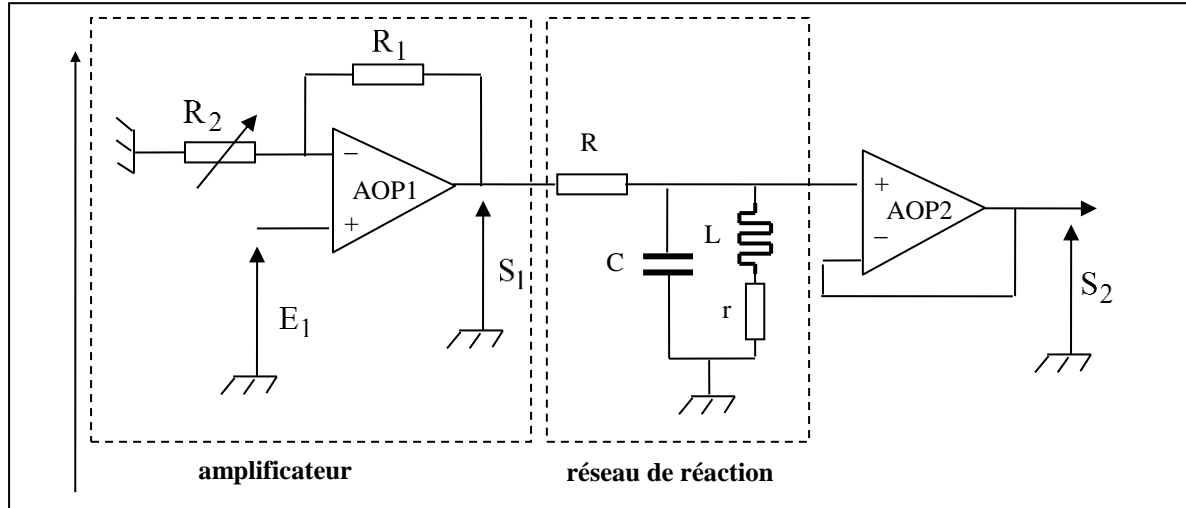 R1
R2
−
AOP1
+
E1
S1
R
C
L
r
+
AOP2
−
S2
amplificateur
réseau de réaction